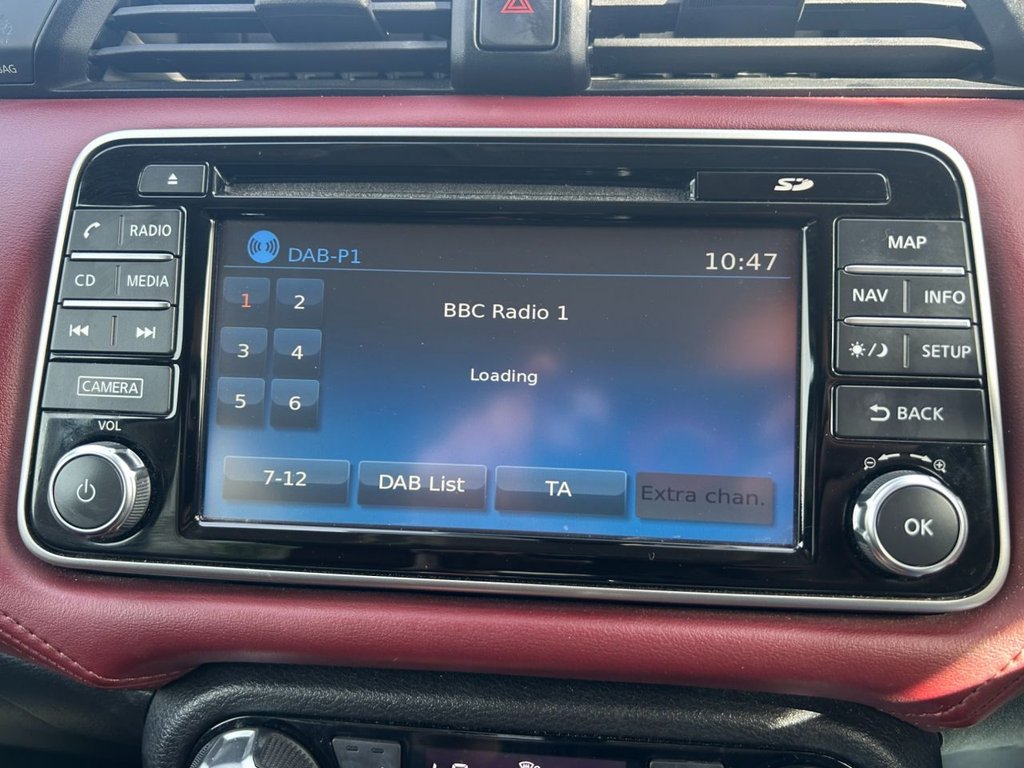 BAG
SD
RADIO
MAP
DAB-P1
10:47
CD
MEDIA
NAV
INFO
1
2
BBC Radio 1
3
4
SETUP
Loading
CAMERA
5
6
BACK
VOL
7-12
DAB List
TA
Extra chan.
OK